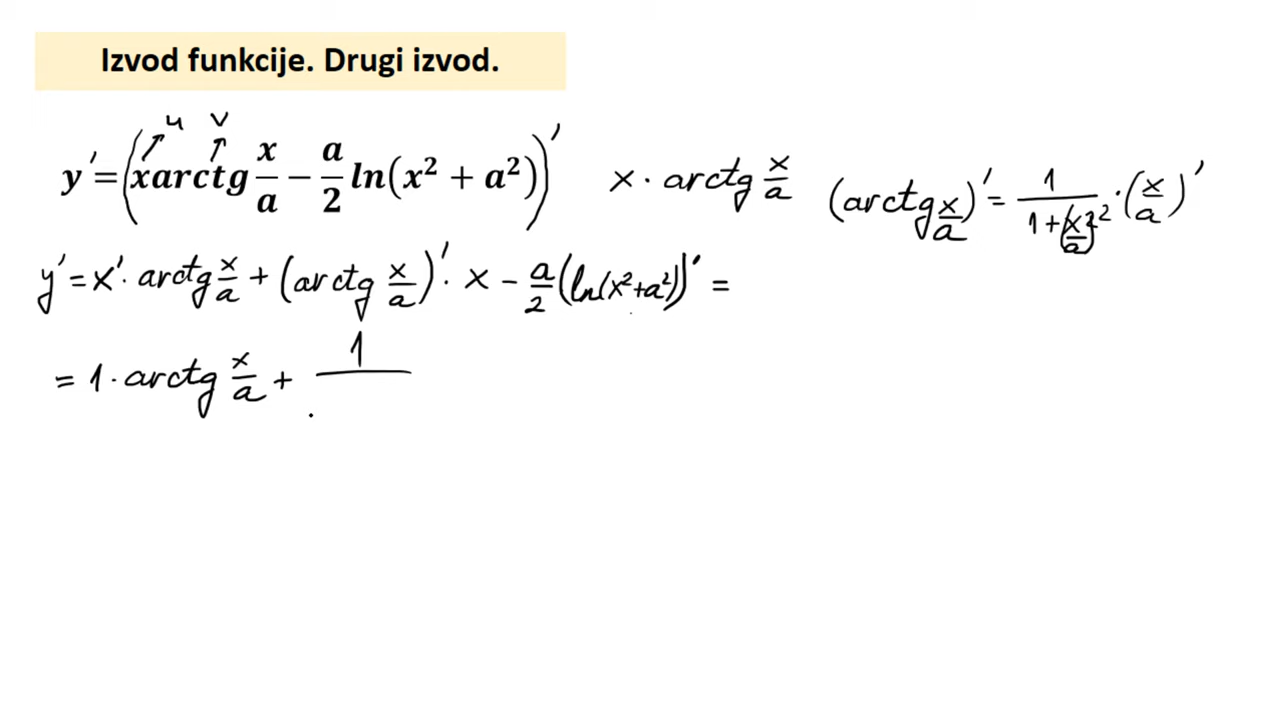 Izvod funkcije. Drugi izvod.
u v
y′ = (xarctg x/a − a/2 ln(x² + a²))′ x · arctg x/a (arctg x/a)′ = 1/(1+(x/a)²) · (x/a)′
y′ = x′ · arctg x/a + (arctg x/a)′ · x − a/2 (ln(x²+a²))′ =
= 1 · arctg x/a + 1/